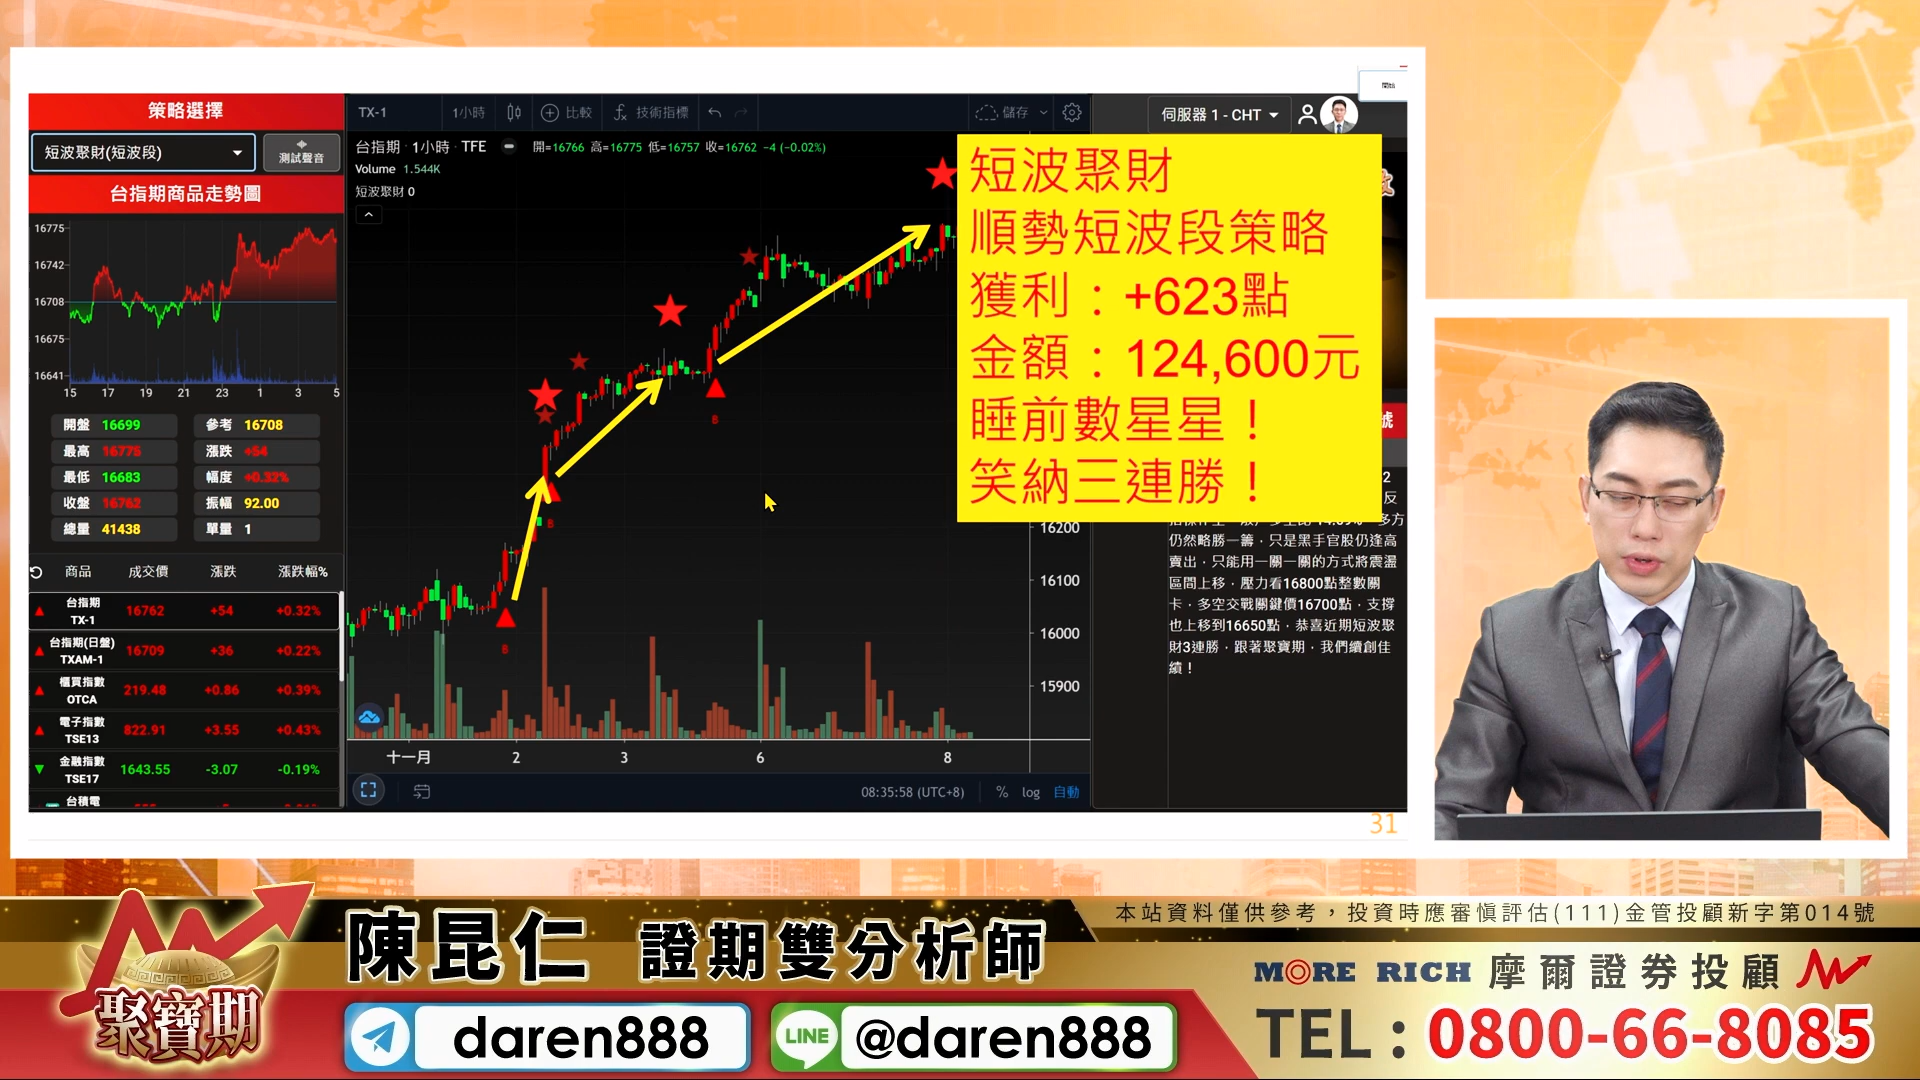 策略選擇
短波聚財(短波段)
測試聲音
台指期商品走勢圖
16775
16742
16708
16675
16641
15 17 19 21 23 1 3 5
開盤 16699 參考 16708
最高 16775 漲跌 +54
最低 16683 幅度 +0.32%
收盤 16762 振幅 92.00
總量 41438 單量 1
商品 成交價 漲跌 漲跌幅%
台指期 TX-1 16762 +54 +0.32%
台指期(日盤) TXAM-1 16709 +36 +0.22%
櫃買指數 OTCA 219.48 +0.86 +0.39%
電子指數 TSE13 822.91 +3.55 +0.43%
金融指數 TSE17 1643.55 -3.07 -0.19%
台積電
TX-1 1小時 比較 技術指標 儲存
台指期 · 1小時 · TFE 開=16766 高=16775 低=16757 收=16762 −4 (−0.02%)
Volume 1.544K
短波聚財 0
B
B
B
16200
16100
16000
15900
十一月 2 3 6 8
08:35:58 (UTC+8) % log 自動
伺服器 1 - CHT
短波聚財
順勢短波段策略
獲利：+623點
金額：124,600元
睡前數星星！
笑納三連勝！
號
2
反
多方
仍然略勝一籌，只是黑手官股仍逢高
賣出，只能用一關一關的方式將震盪
區間上移，壓力看16800點整數關
卡，多空交戰關鍵價16700點，支撐
也上移到16650點，恭喜近期短波聚
財3連勝，跟著聚寶期，我們續創佳
績！
31
聚寶期
陳昆仁 證期雙分析師
daren888
LINE @daren888
本站資料僅供參考，投資時應審慎評估(111)金管投顧新字第014號
MORE RICH 摩爾證券投顧
TEL：0800-66-8085